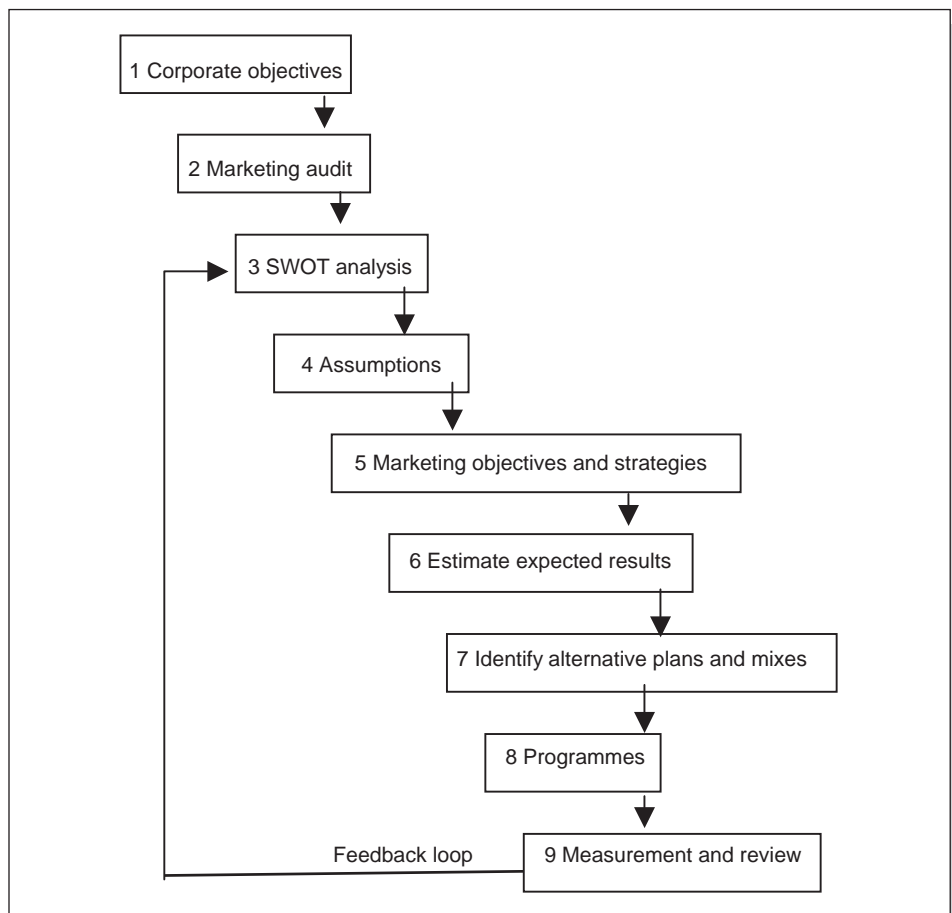 1 Corporate objectives
2 Marketing audit
3 SWOT analysis
4 Assumptions
5 Marketing objectives and strategies
6 Estimate expected results
7 Identify alternative plans and mixes
8 Programmes
Feedback loop
9 Measurement and review